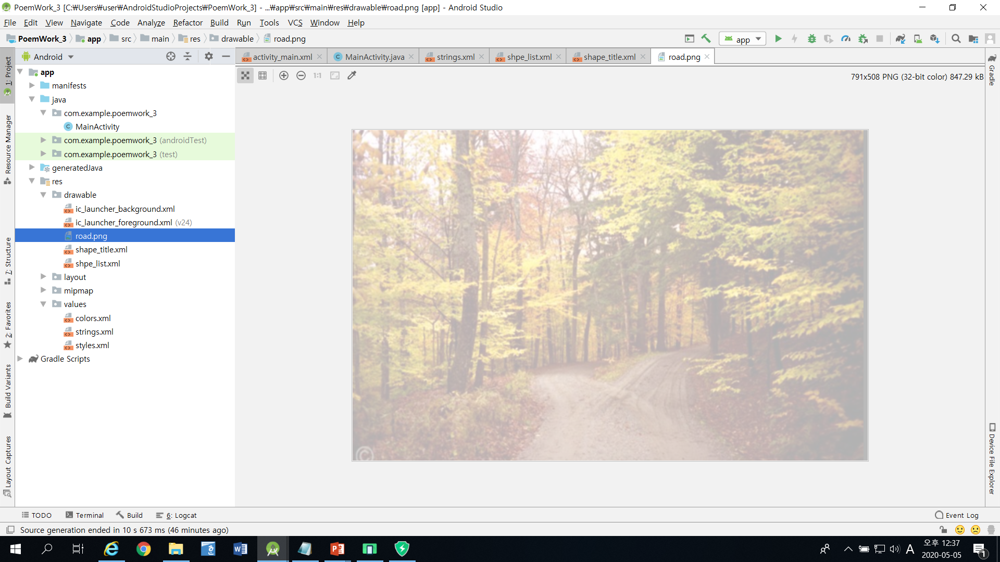 PoemWork_3 [C:₩Users₩user₩AndroidStudioProjects₩PoemWork_3] - ...₩app₩src₩main₩res₩drawable₩road.png [app] - Android Studio
File Edit View Navigate Code Analyze Refactor Build Run Tools VCS Window Help
PoemWork_3 app src main res drawable road.png
app
Android
activity_main.xml MainActivity.java strings.xml shpe_list.xml shape_title.xml road.png
1:1
791x508 PNG (32-bit color) 847.29 kB
app
manifests
java
com.example.poemwork_3
MainActivity
com.example.poemwork_3 (androidTest)
com.example.poemwork_3 (test)
generatedJava
res
drawable
ic_launcher_background.xml
ic_launcher_foreground.xml (v24)
road.png
shape_title.xml
shpe_list.xml
layout
mipmap
values
colors.xml
strings.xml
styles.xml
Gradle Scripts
1: Project
Resource Manager
7: Structure
2: Favorites
Build Variants
Layout Captures
Gradle
Device File Explorer
©
TODO Terminal Build 6: Logcat Event Log
Source generation ended in 10 s 673 ms (46 minutes ago)
A
오후 12:37
2020-05-05
1